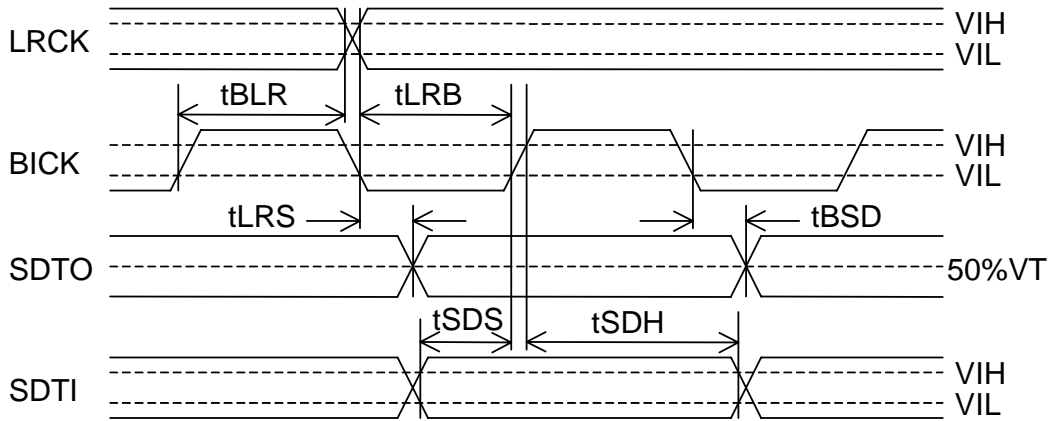 LRCK
VIH
VIL
tBLR
tLRB
BICK
VIH
VIL
tLRS
tBSD
SDTO
50%VT
tSDS
tSDH
SDTI
VIH
VIL